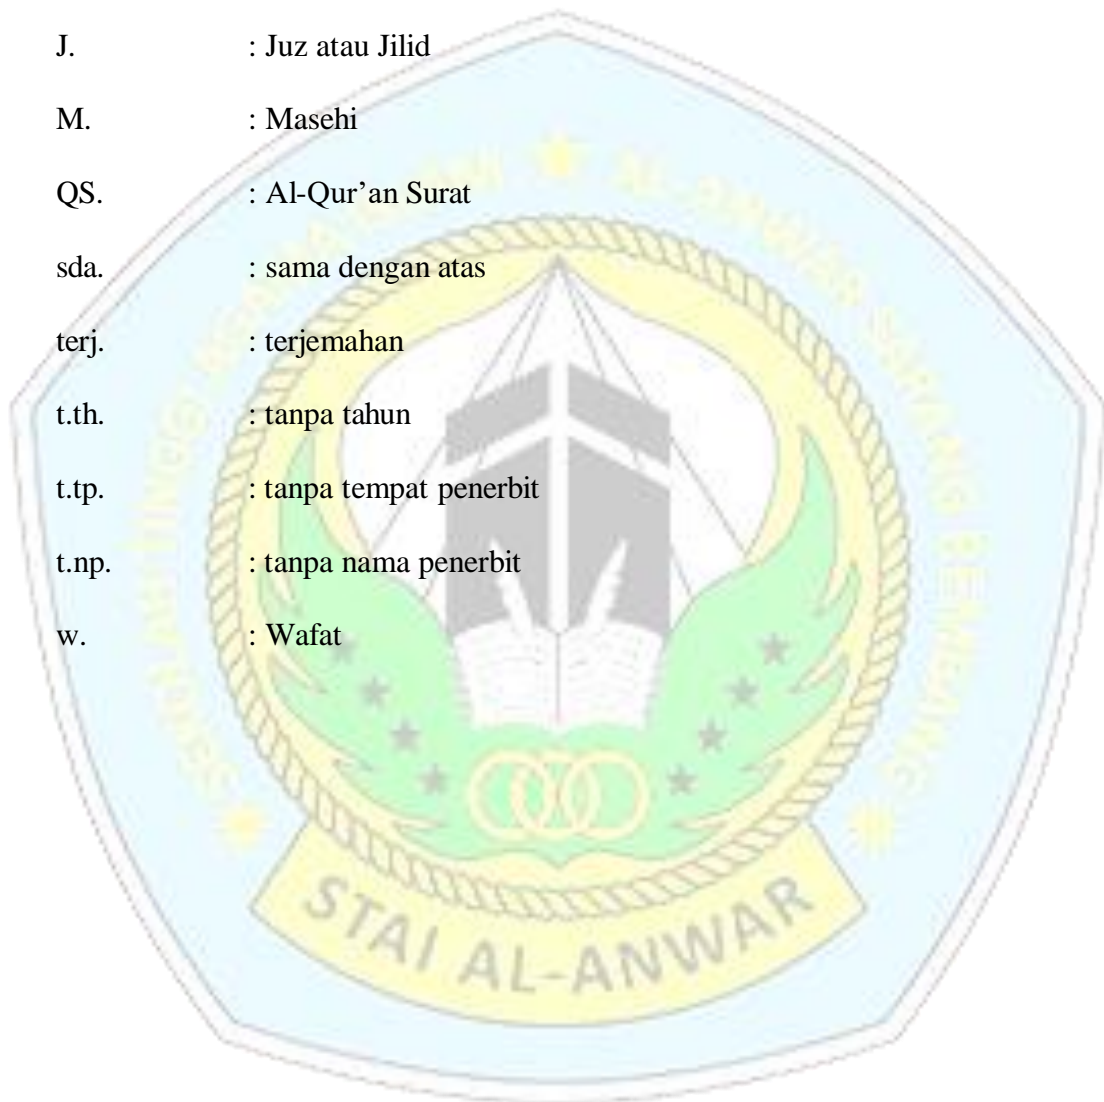 J. : Juz atau Jilid
M. : Masehi
QS. : Al-Qur’an Surat
sda. : sama dengan atas
terj. : terjemahan
t.th. : tanpa tahun
t.tp. : tanpa tempat penerbit
t.np. : tanpa nama penerbit
w. : Wafat
STAI AL-ANWAR